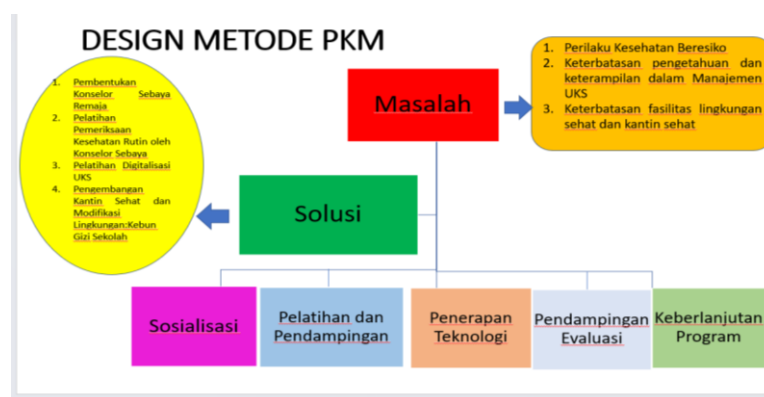 DESIGN METODE PKM
1. Pembentukan
Konselor Sebaya
Remaja
2. Pelatihan
Pemeriksaan
Kesehatan Rutin oleh
Konselor Sebaya
3. Pelatihan Digitalisasi
UKS
4. Pengembangan
Kantin Sehat dan
Modifikasi
Lingkungan:Kebun
Gizi Sekolah
Masalah
1. Perilaku Kesehatan Beresiko
2. Keterbatasan pengetahuan dan
keterampilan dalam Manajemen
UKS
3. Keterbatasan fasilitas lingkungan
sehat dan kantin sehat
Solusi
Sosialisasi
Pelatihan dan
Pendampingan
Penerapan
Teknologi
Pendampingan
Evaluasi
Keberlanjutan
Program